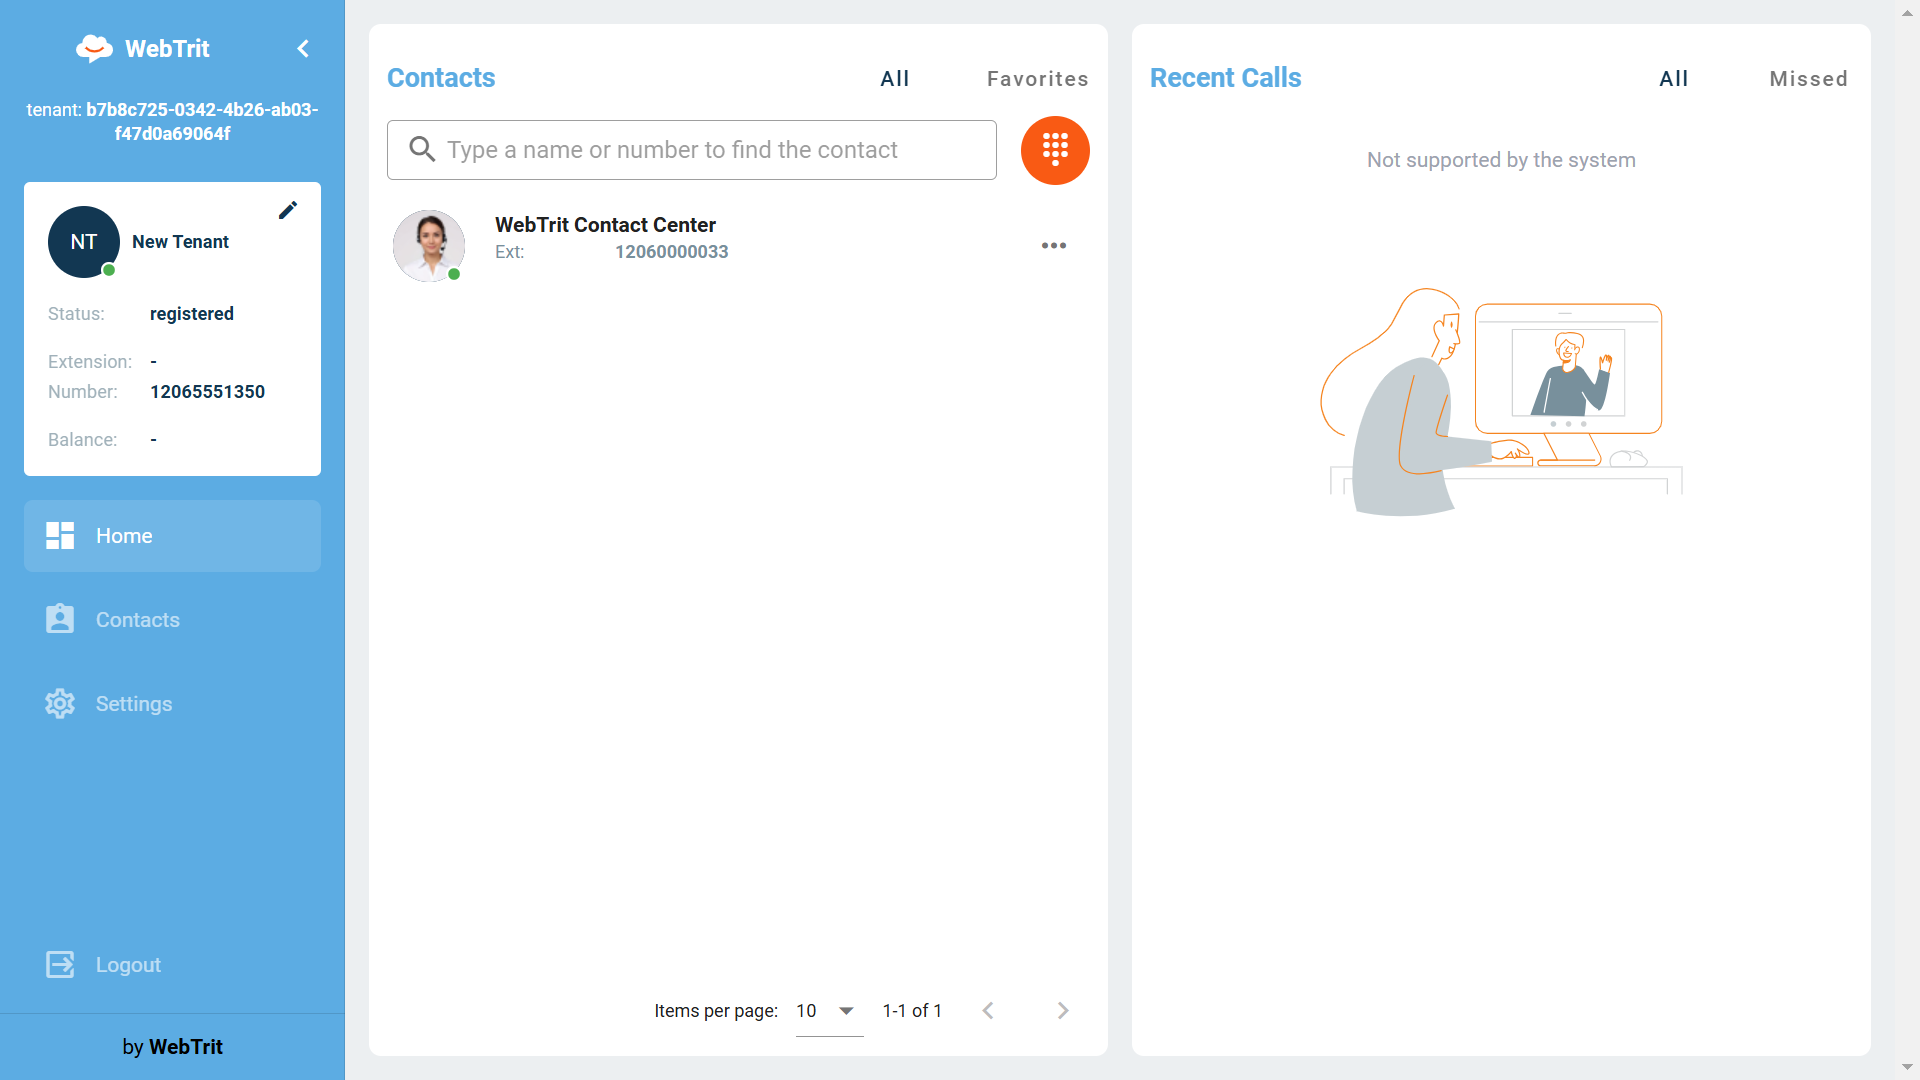 WebTrit
tenant: b7b8c725-0342-4b26-ab03-
f47d0a69064f
NT
New Tenant
Status: registered
Extension: -
Number: 12065551350
Balance: -
Home
Contacts
Settings
Logout
by WebTrit
Contacts All Favorites
Type a name or number to find the contact
WebTrit Contact Center
Ext: 12060000033
Items per page: 10 1-1 of 1
Recent Calls All Missed
Not supported by the system